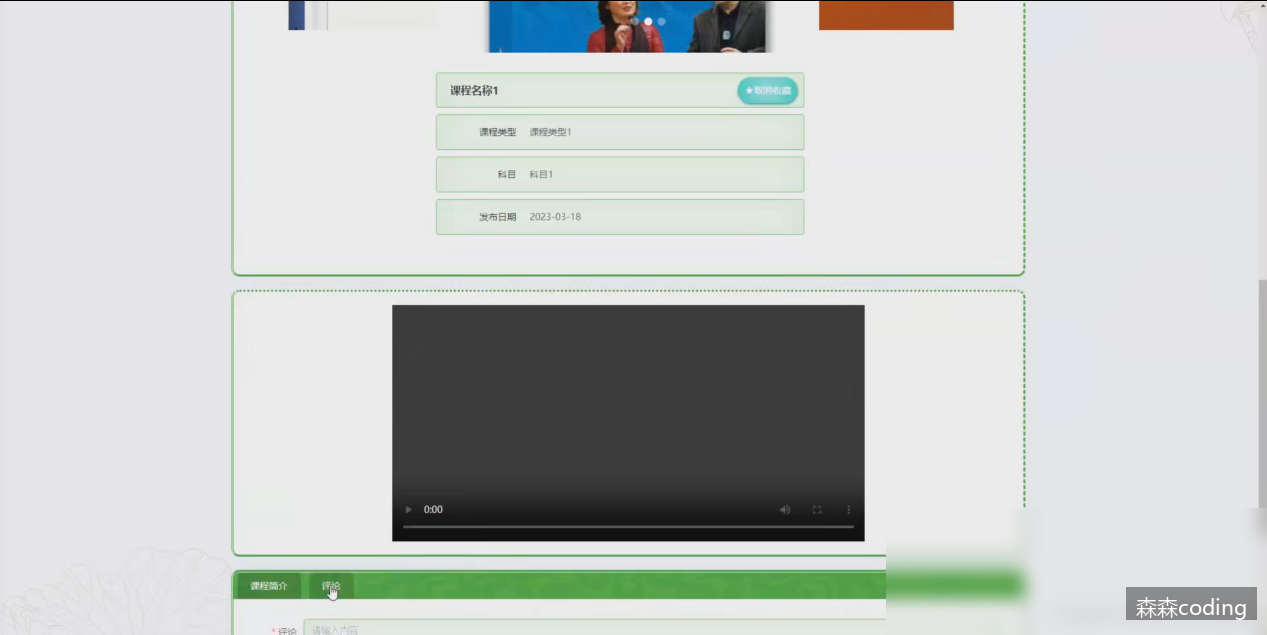 课程名称1
★取消收藏
课程类型 课程类型1
科目 科目1
发布日期 2023-03-18
0:00
课程简介 评论
* 评论 请输入内容
森森coding